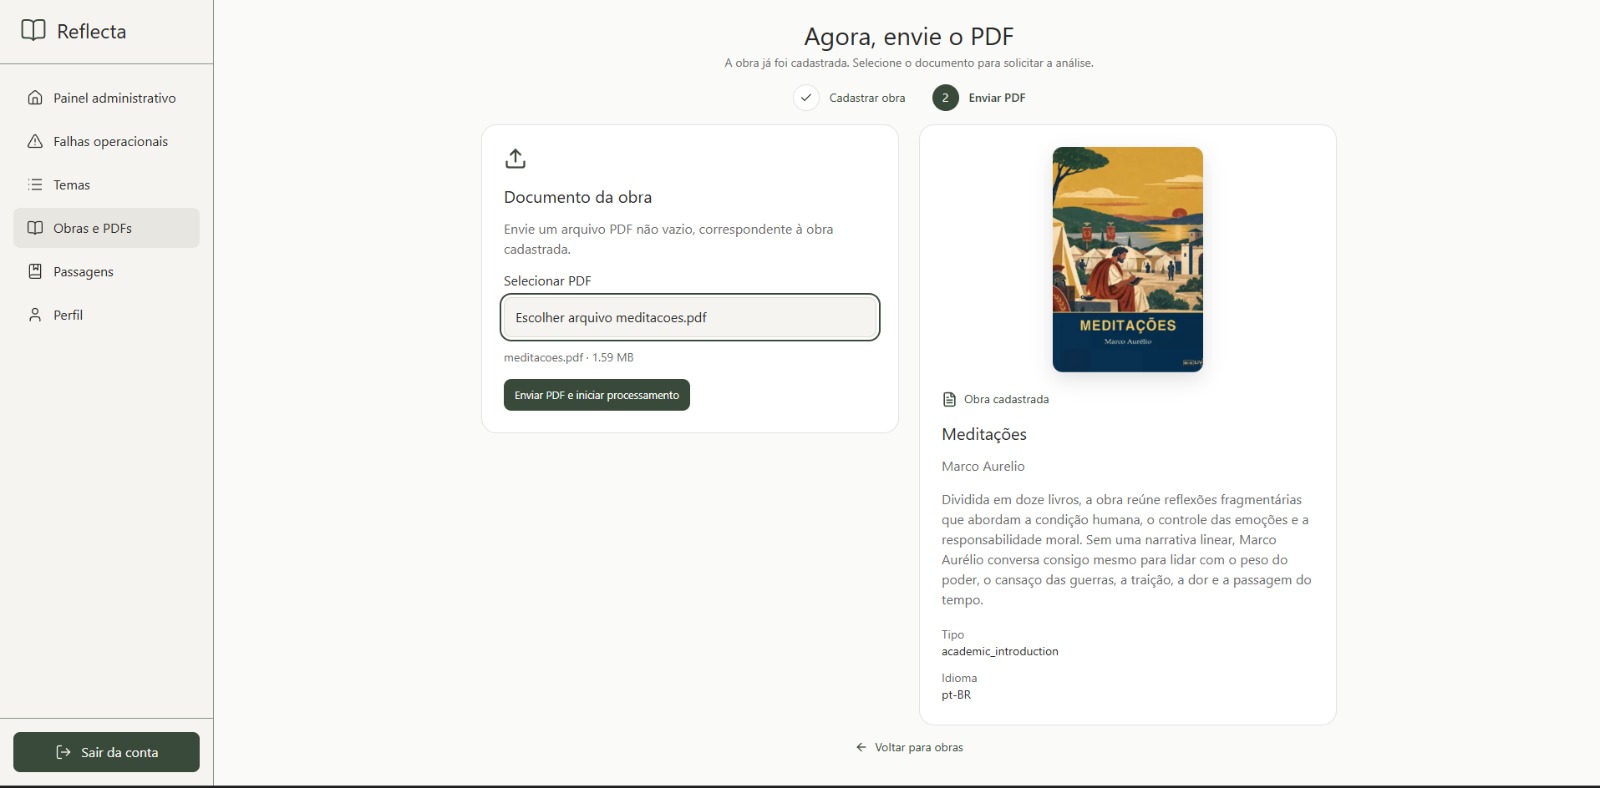 Reflecta
Painel administrativo
Falhas operacionais
Temas
Obras e PDFs
Passagens
Perfil
Sair da conta
Agora, envie o PDF
A obra já foi cadastrada. Selecione o documento para solicitar a análise.
Cadastrar obra
2 Enviar PDF
Documento da obra
Envie um arquivo PDF não vazio, correspondente à obra
cadastrada.
Selecionar PDF
Escolher arquivo meditacoes.pdf
meditacoes.pdf · 1.59 MB
Enviar PDF e iniciar processamento
MEDITAÇÕES
Marco Aurélio
Obra cadastrada
Meditações
Marco Aurelio
Dividida em doze livros, a obra reúne reflexões fragmentárias
que abordam a condição humana, o controle das emoções e a
responsabilidade moral. Sem uma narrativa linear, Marco
Aurélio conversa consigo mesmo para lidar com o peso do
poder, o cansaço das guerras, a traição, a dor e a passagem do
tempo.
Tipo
academic_introduction
Idioma
pt-BR
Voltar para obras